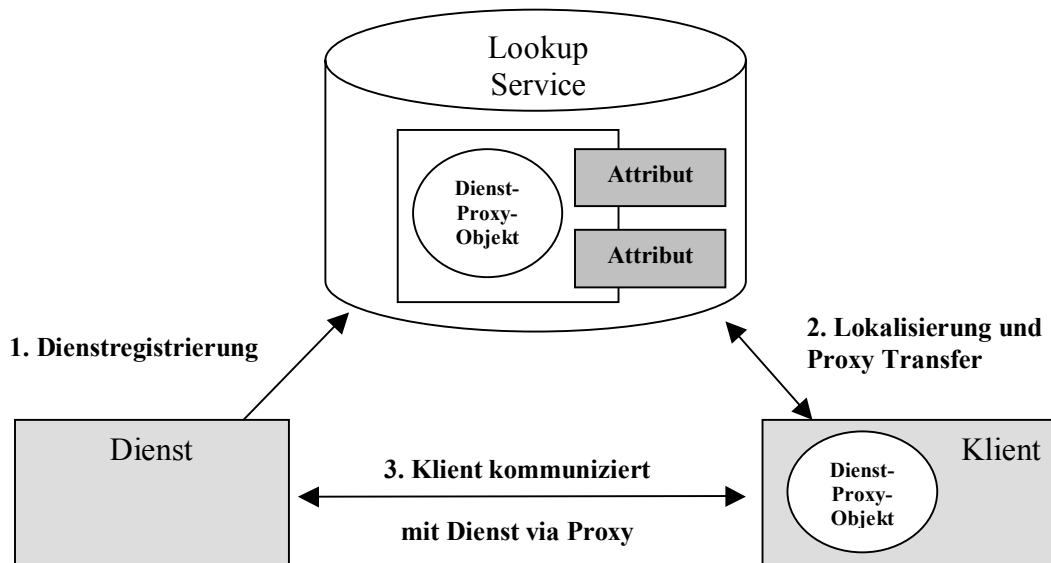 Lookup
Service
Dienst-
Proxy-
Objekt
Attribut
Attribut
1. Dienstregistrierung
2. Lokalisierung und
Proxy Transfer
Dienst
3. Klient kommuniziert
mit Dienst via Proxy
Klient
Dienst-
Proxy-
Objekt